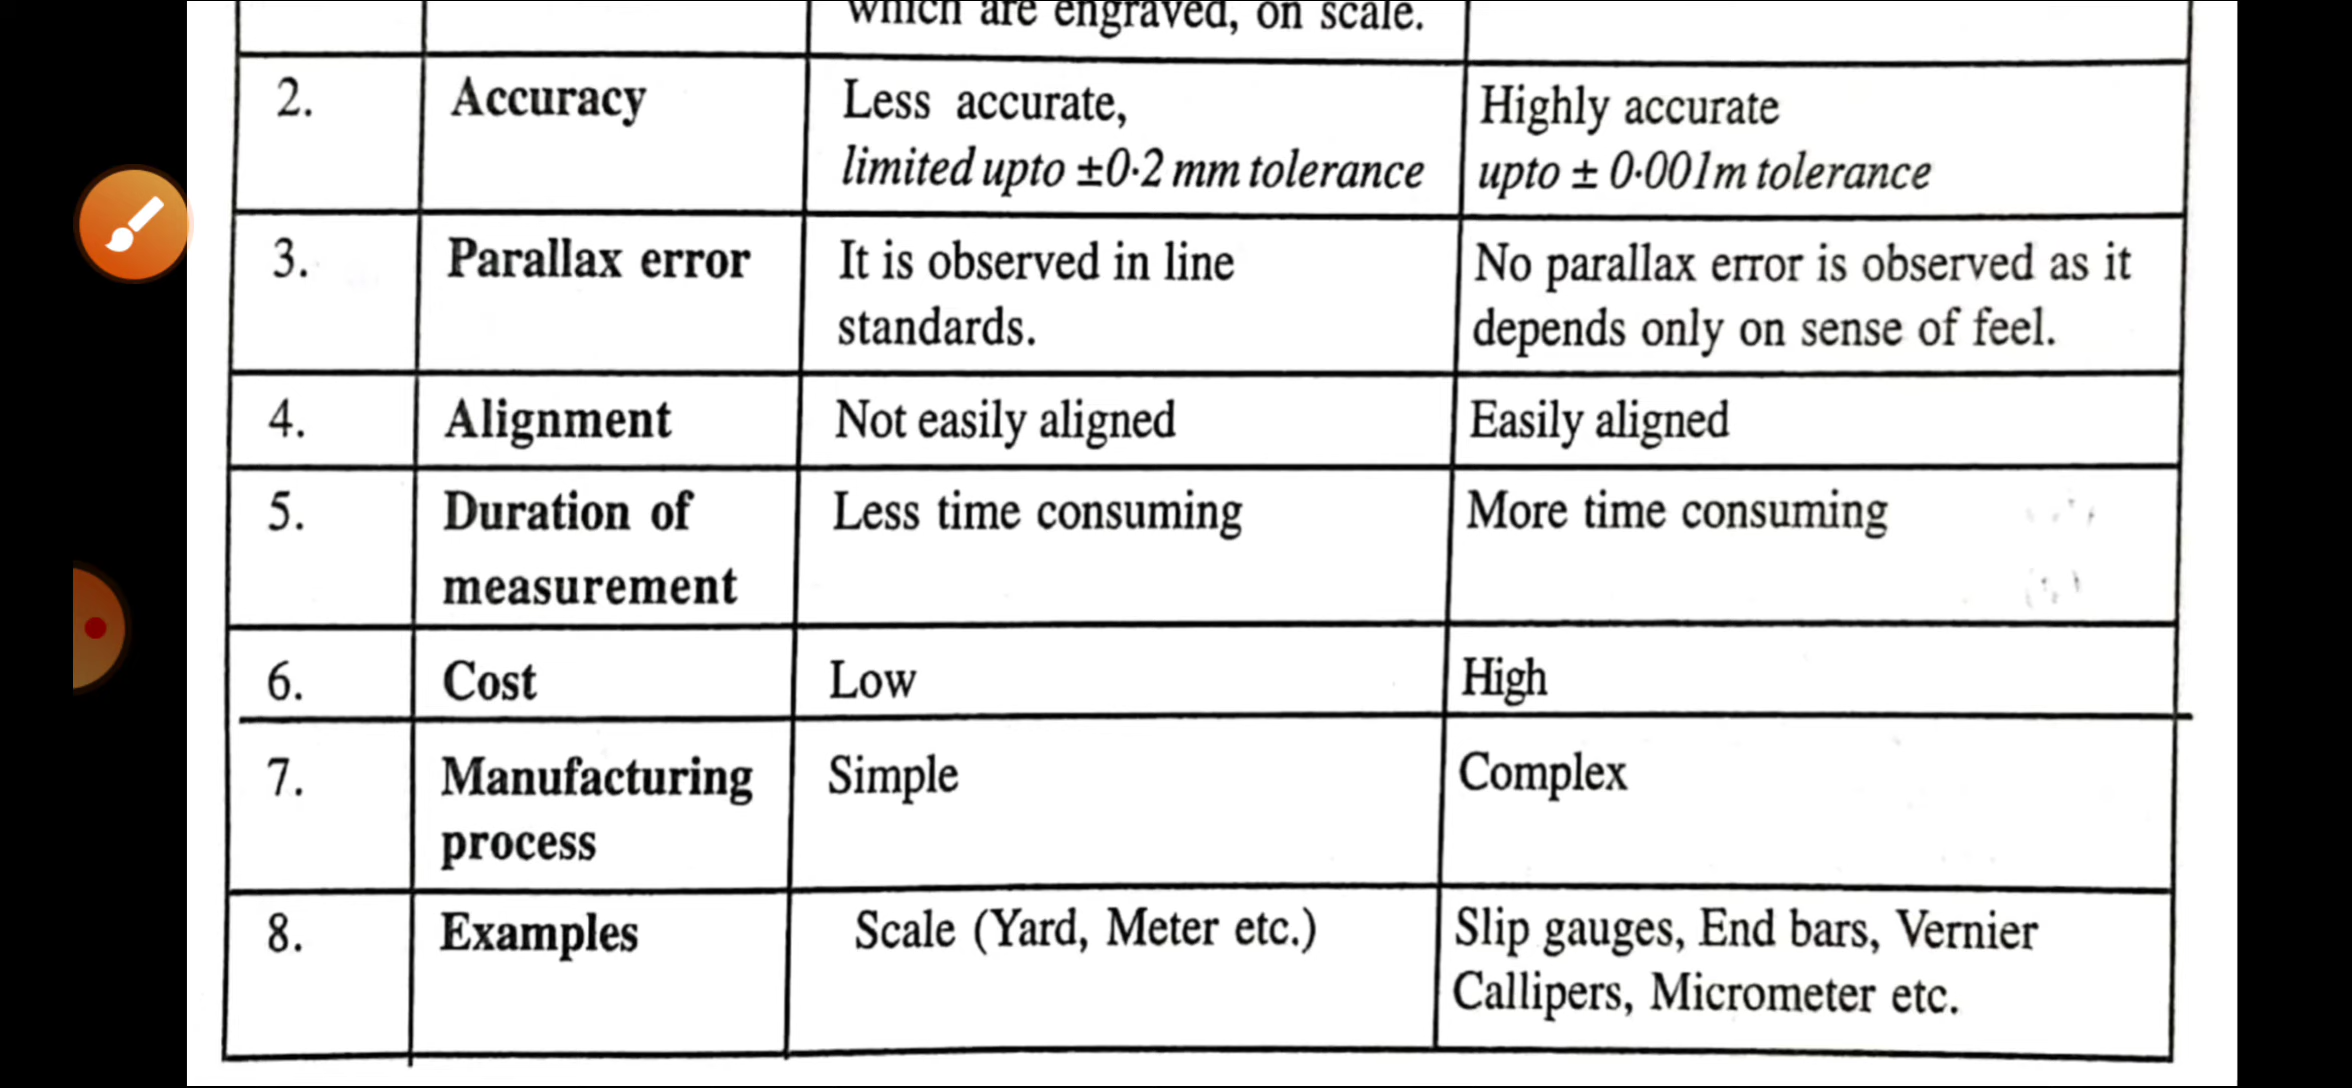 which are engraved, on scale.
2. Accuracy Less accurate, Highly accurate
limited upto ±0·2 mm tolerance upto ± 0·001m tolerance
3. Parallax error It is observed in line No parallax error is observed as it
standards. depends only on sense of feel.
4. Alignment Not easily aligned Easily aligned
5. Duration of Less time consuming More time consuming
measurement
6. Cost Low High
7. Manufacturing Simple Complex
process
8. Examples Scale (Yard, Meter etc.) Slip gauges, End bars, Vernier
Callipers, Micrometer etc.